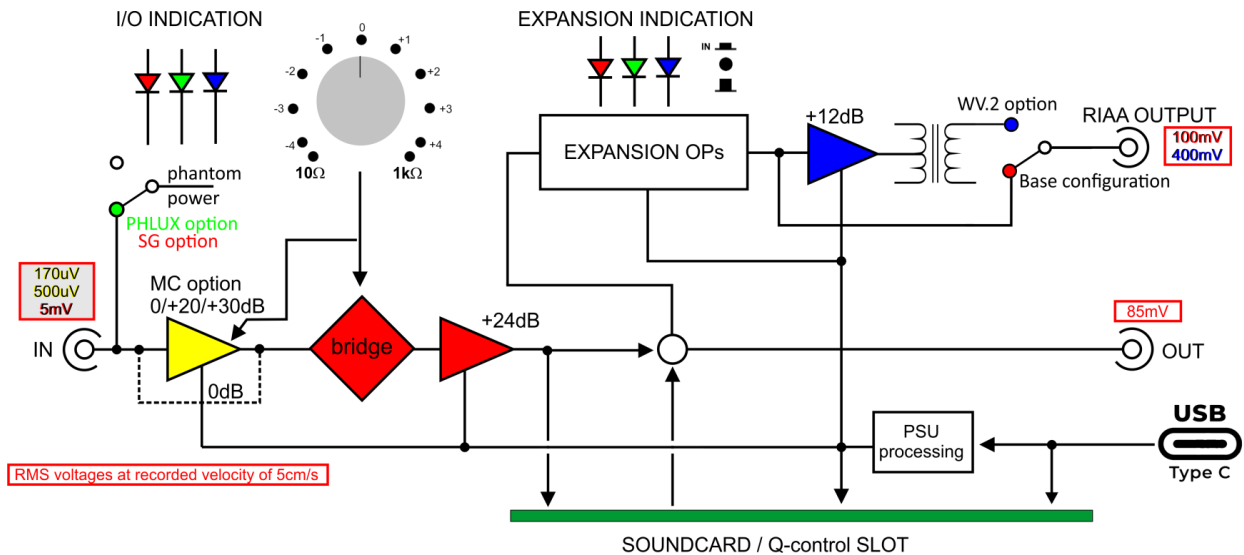 I/O INDICATION
EXPANSION INDICATION
0
-1
+1
-2
+2
-3
+3
-4
+4
10Ω
1kΩ
IN
+12dB
WV.2 option
RIAA OUTPUT
100mV
400mV
EXPANSION OPs
Base configuration
phantom
power
PHLUX option
SG option
170uV
500uV
5mV
MC option
0/+20/+30dB
IN
0dB
bridge
+24dB
85mV
OUT
PSU
processing
USB
Type C
RMS voltages at recorded velocity of 5cm/s
SOUNDCARD / Q-control SLOT